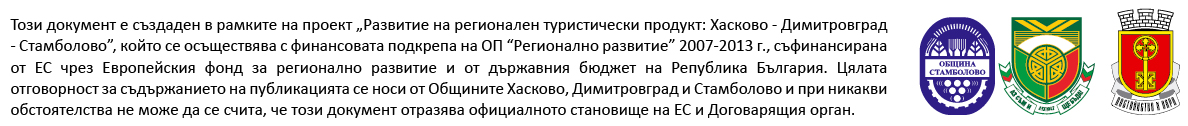 Този документ е създаден в рамките на проект „Развитие на регионален туристически продукт: Хасково - Димитровград
- Стамболово”, който се осъществява с финансовата подкрепа на ОП “Регионално развитие” 2007-2013 г., съфинансирана
от ЕС чрез Европейския фонд за регионално развитие и от държавния бюджет на Република България. Цялата
отговорност за съдържанието на публикацията се носи от Общините Хасково, Димитровград и Стамболово и при никакви
обстоятелства не може да се счита, че този документ отразява официалното становище на ЕС и Договарящия орган.
ОБЩИНА
СТАМБОЛОВО